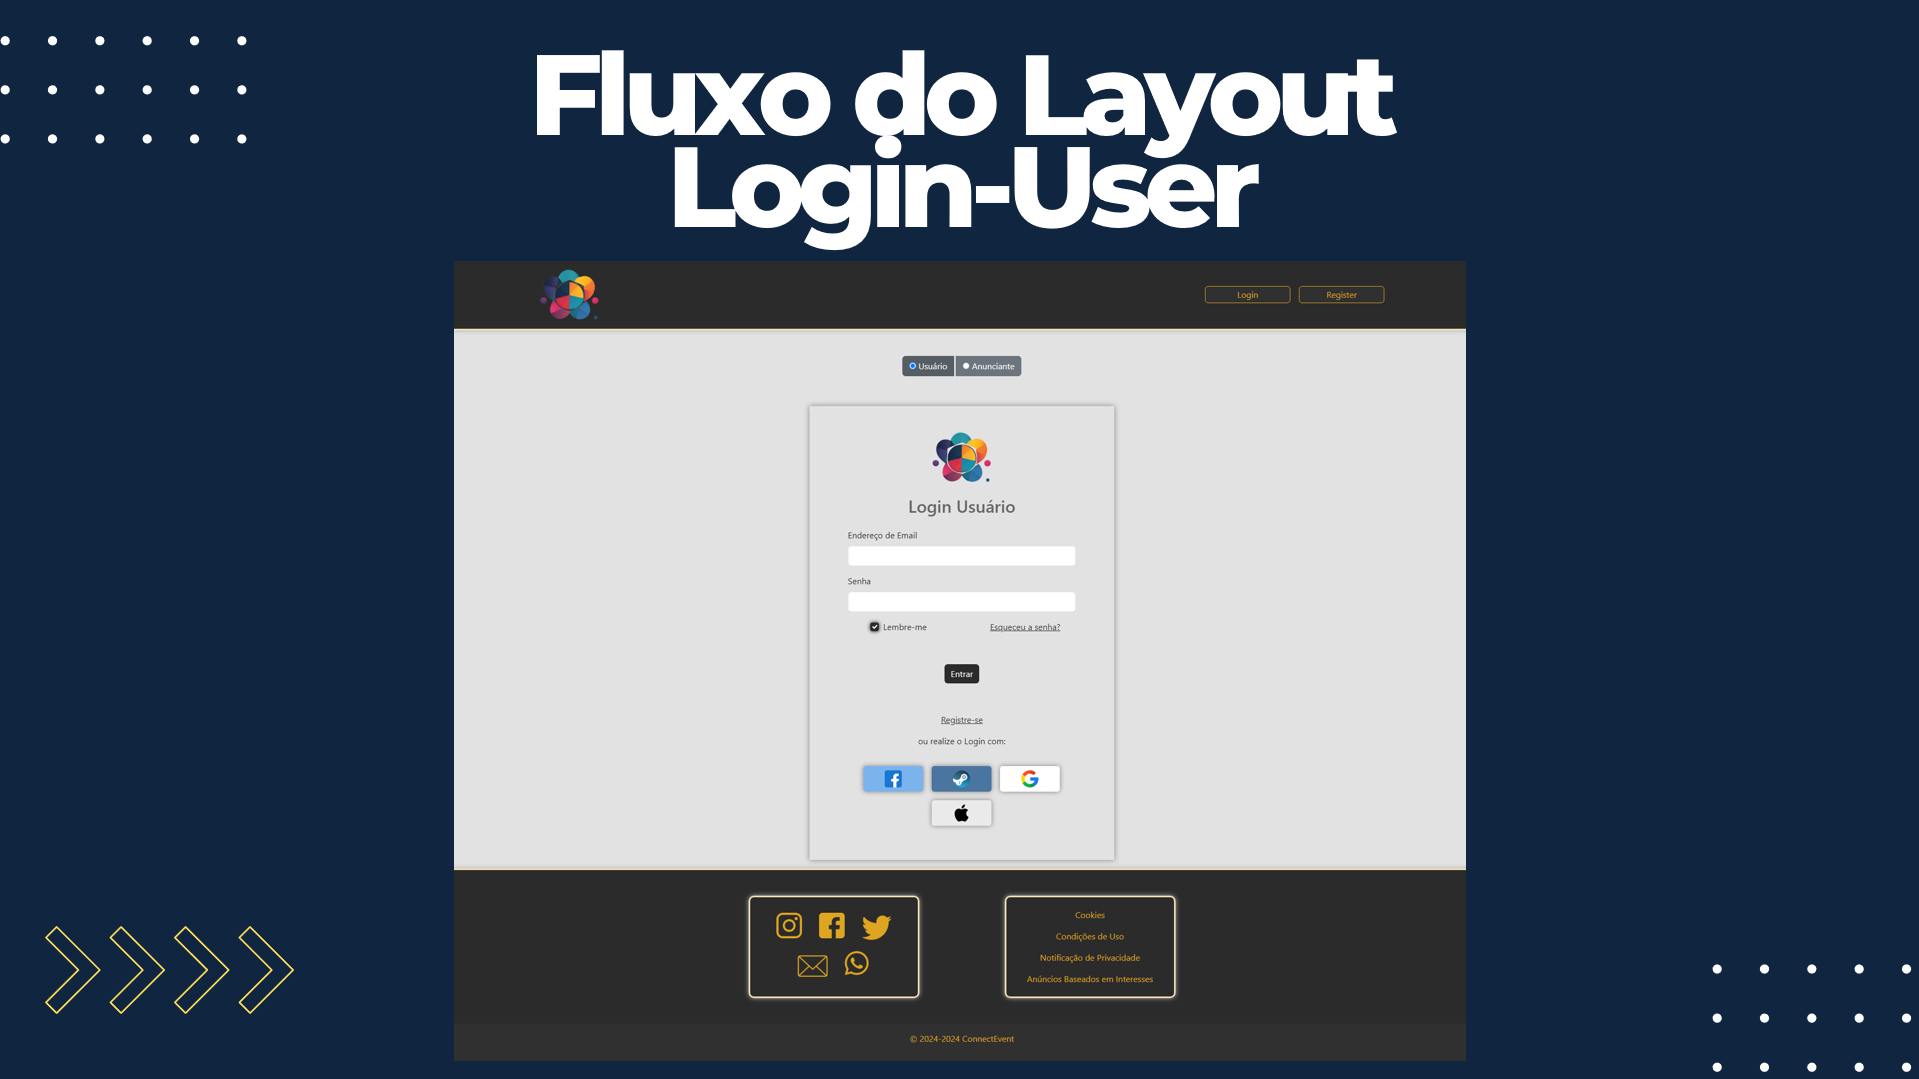 Fluxo do Layout
Login-User
Login Register
Usuário Anunciante
Login Usuário
Endereço de Email
Senha
Lembre-me Esqueceu a senha?
Entrar
Registre-se
ou realize o Login com:
Cookies
Condições de Uso
Notificação de Privacidade
Anúncios Baseados em Interesses
© 2024-2024 ConnectEvent